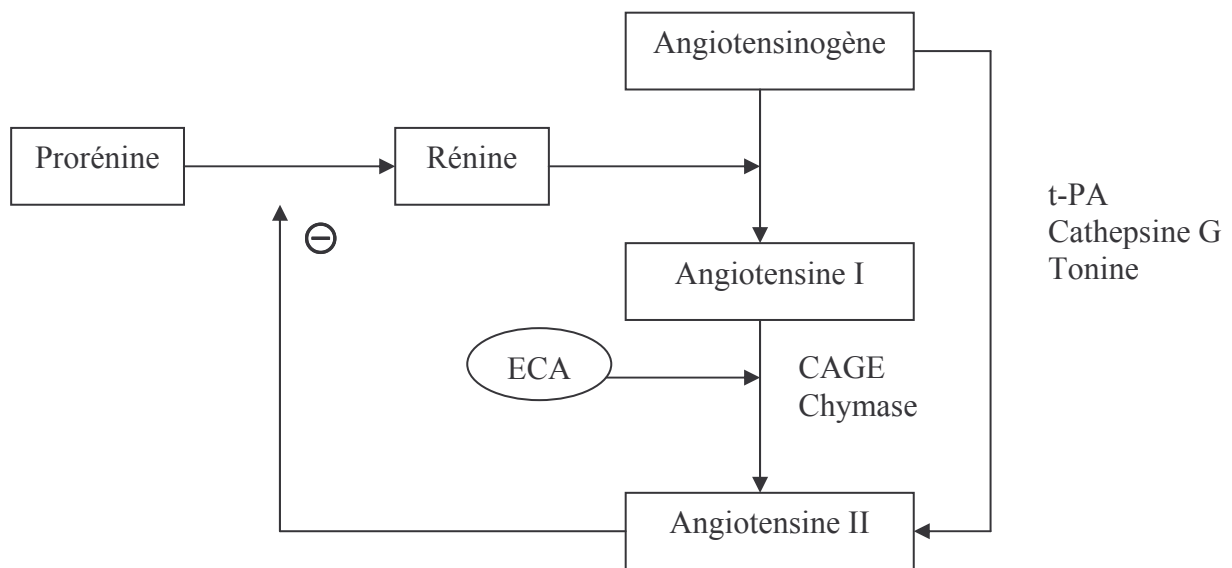 Angiotensinogène
Prorénine
Rénine
t-PA
Cathepsine G
Tonine
⊖
Angiotensine I
ECA
CAGE
Chymase
Angiotensine II